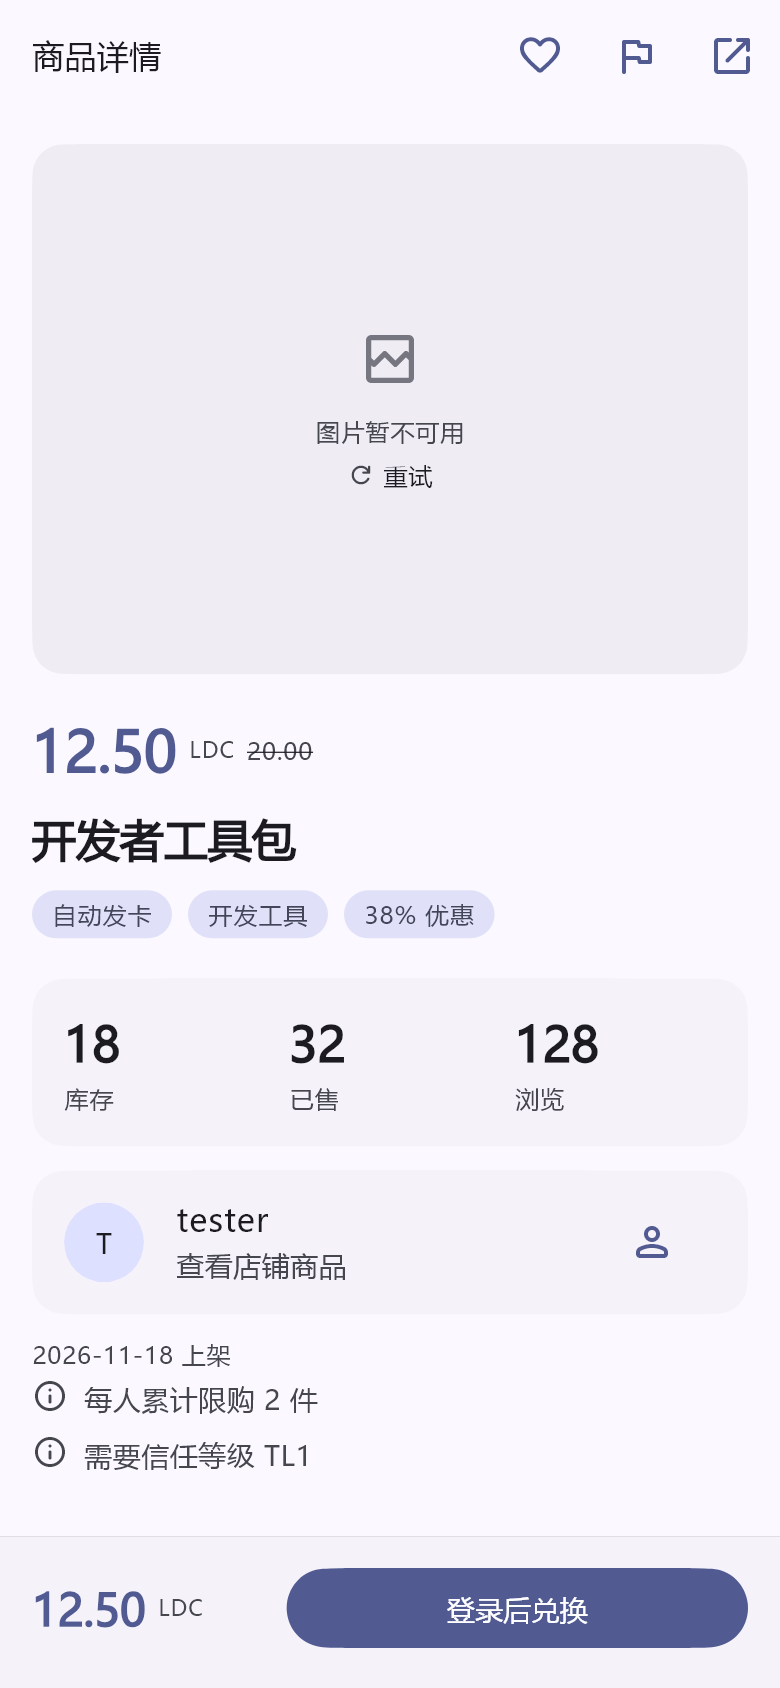 商品详情
图片暂不可用
重试
12.50 LDC 20.00
开发者工具包
自动发卡 开发工具 38% 优惠
18 32 128
库存 已售 浏览
T
tester
查看店铺商品
2026-11-18 上架
每人累计限购 2 件
需要信任等级 TL1
12.50 LDC 登录后兑换